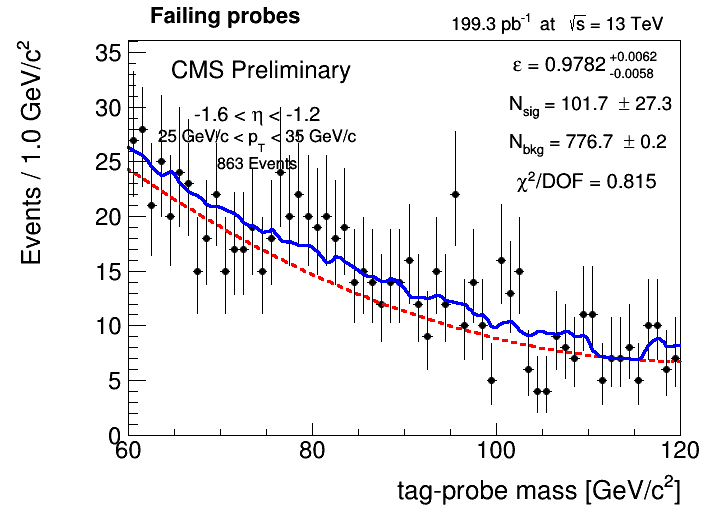 Failing probes
199.3 pb⁻¹ at √s = 13 TeV
CMS Preliminary
-1.6 < η < -1.2
25 GeV/c < p_T < 35 GeV/c
863 Events
ε = 0.9782 +0.0062 -0.0058
N_sig = 101.7 ± 27.3
N_bkg = 776.7 ± 0.2
χ²/DOF = 0.815
Events / 1.0 GeV/c²
35
30
25
20
15
10
5
0
60 80 100 120
tag-probe mass [GeV/c²]